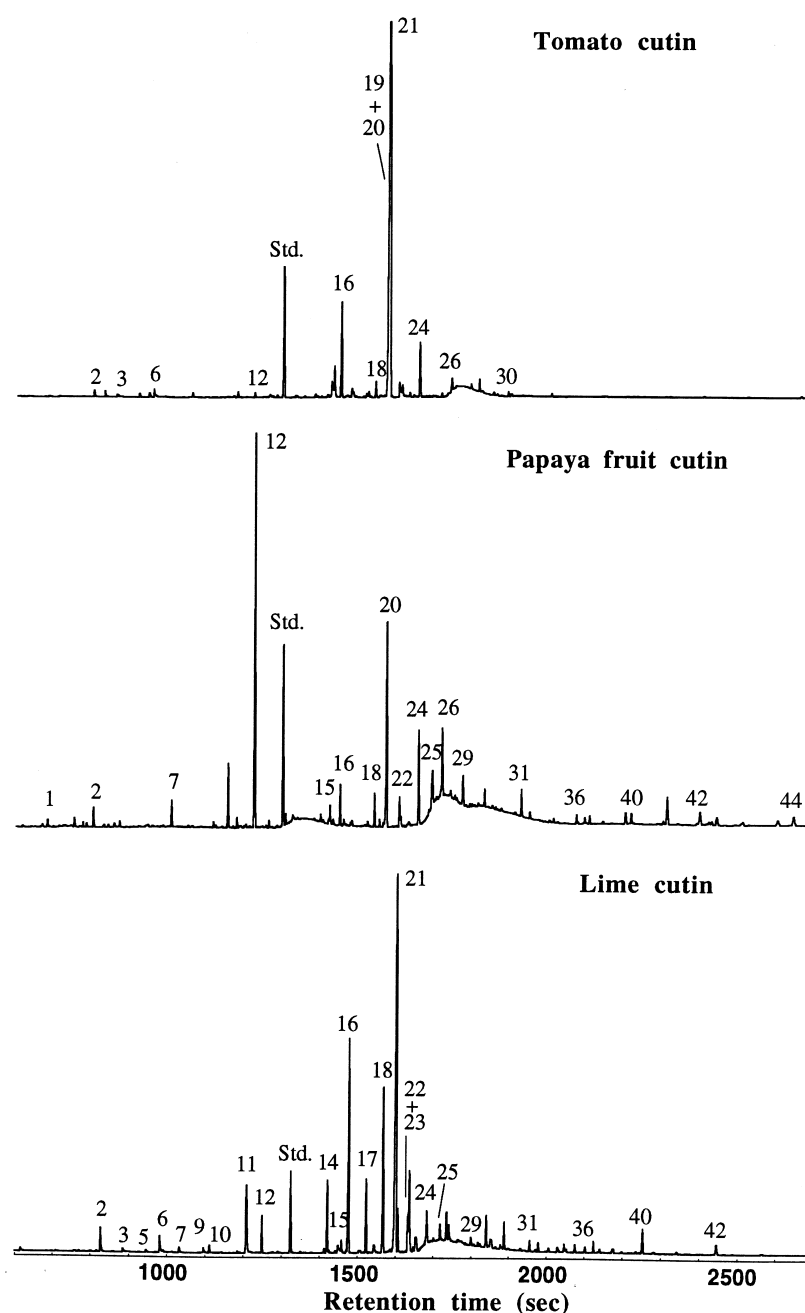 Tomato cutin
21
19
+
20
Std.
16
24
2 3 6 12 18 26 30
Papaya fruit cutin
12
Std.
20
24 26
1 2 7 15 16 18 22 25 29 31 36 40 42 44
Lime cutin
21
16
18 22
+
23
11 Std. 14 17
2 3 5 6 7 9 10 12 15 24 25 29 31 36 40 42
1000 1500 2000 2500
Retention time (sec)